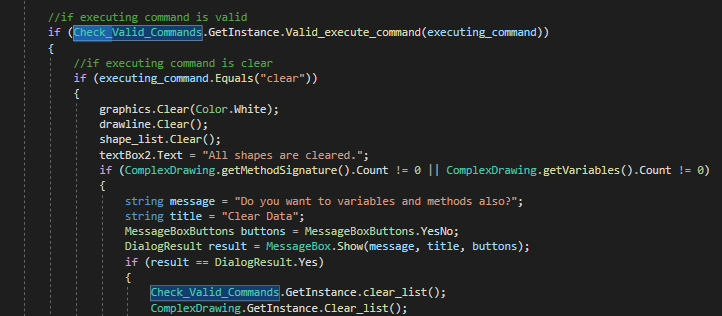 //if executing command is valid
if (Check_Valid_Commands.GetInstance.Valid_execute_command(executing_command))
{
//if executing command is clear
if (executing_command.Equals("clear"))
{
graphics.Clear(Color.White);
drawline.Clear();
shape_list.Clear();
textBox2.Text = "All shapes are cleared.";
if (ComplexDrawing.getMethodSignature().Count != 0 || ComplexDrawing.getVariables().Count != 0)
{
string message = "Do you want to variables and methods also?";
string title = "Clear Data";
MessageBoxButtons buttons = MessageBoxButtons.YesNo;
DialogResult result = MessageBox.Show(message, title, buttons);
if (result == DialogResult.Yes)
{
Check_Valid_Commands.GetInstance.clear_list();
ComplexDrawing.GetInstance.Clear_list();